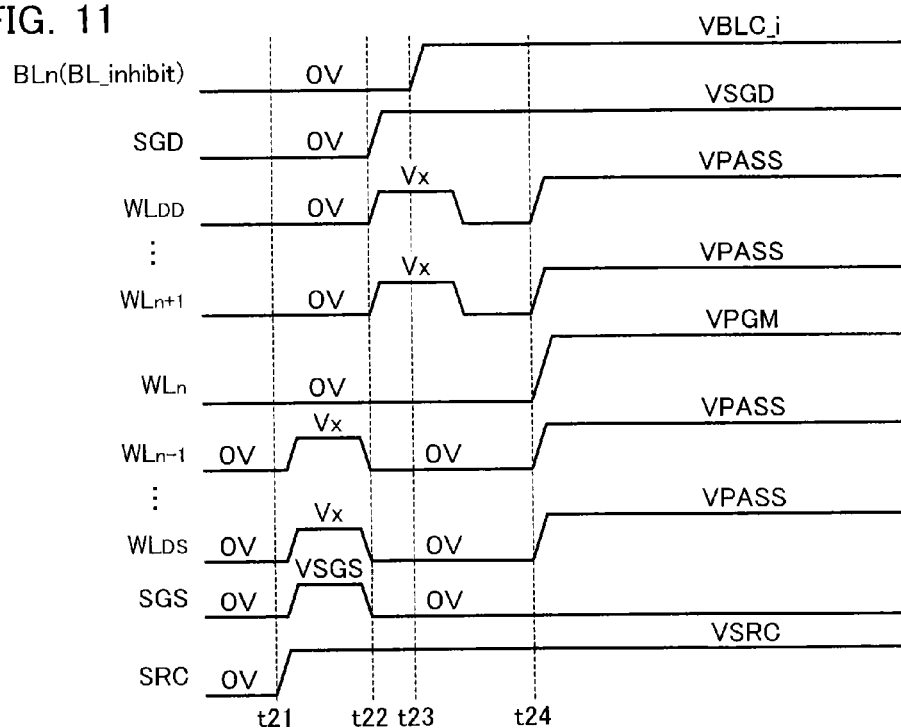 FIG. 11
VBLC_i
BLn(BL_inhibit) 0V
VSGD
SGD 0V
Vx VPASS
WLDD 0V
⋮
Vx VPASS
WLn+1 0V
VPGM
WLn 0V
Vx VPASS
WLn-1 0V 0V
⋮
Vx VPASS
WLDS 0V 0V
VSGS
SGS 0V 0V
VSRC
SRC 0V
t21 t22 t23 t24